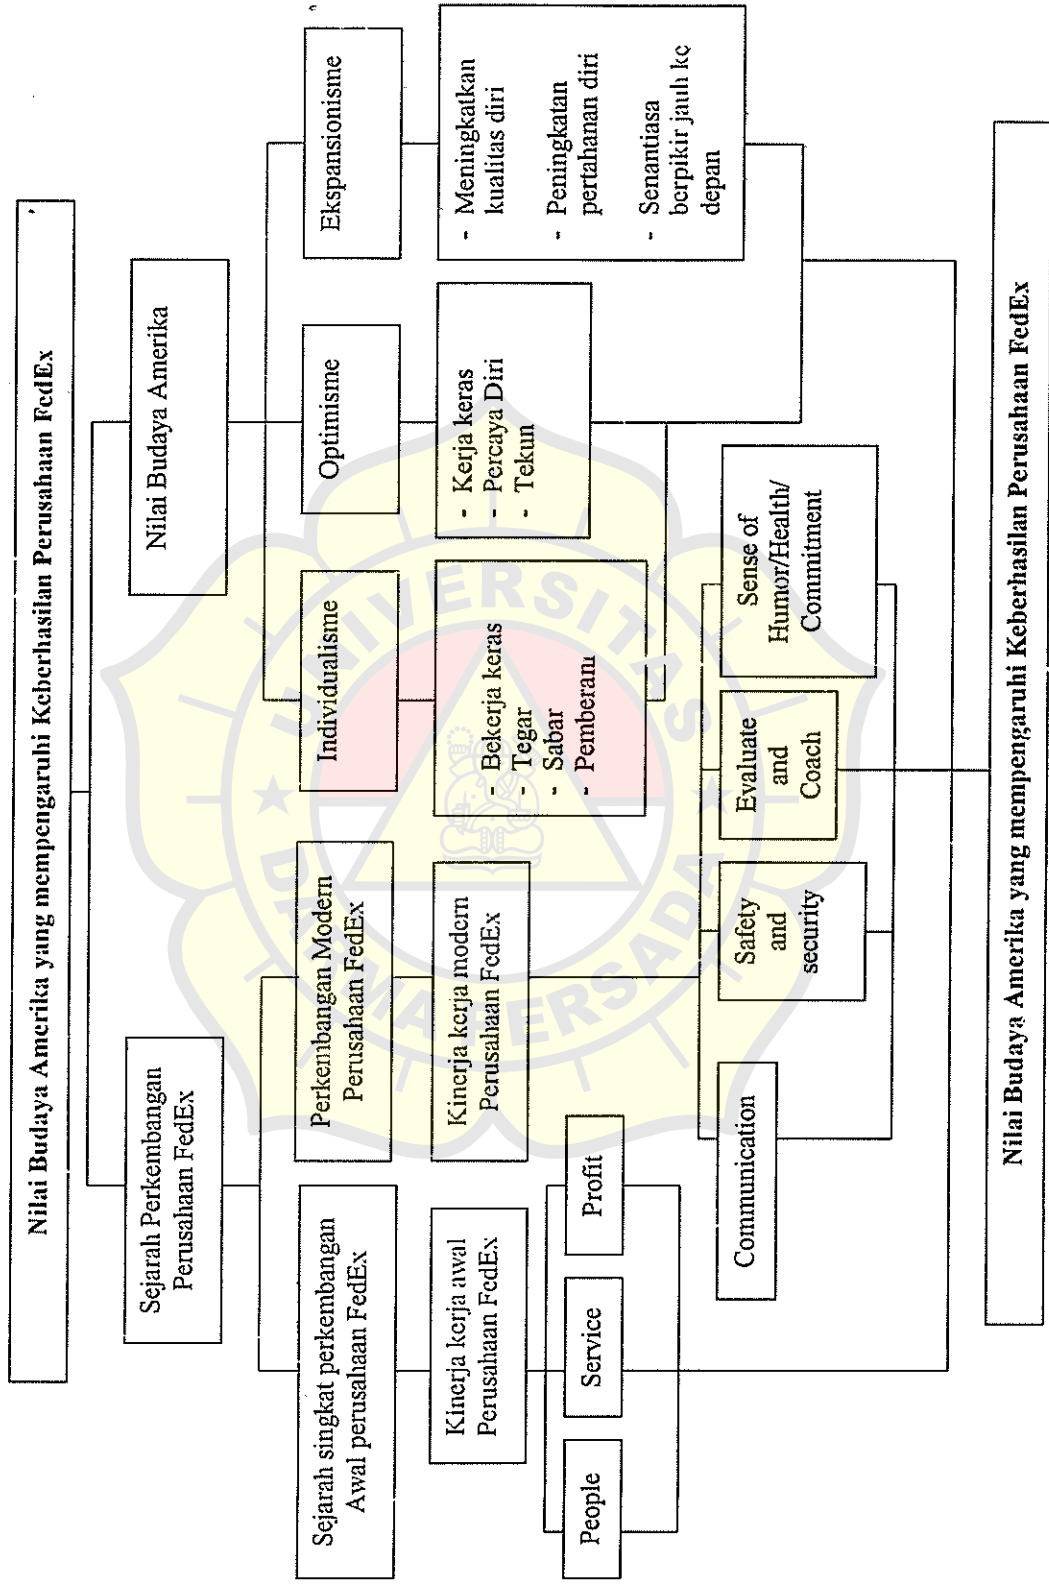 Nilai Budaya Amerika yang mempengaruhi Keberhasilan Perusahaan FedEx
Sejarah Perkembangan
Perusahaan FedEx
Nilai Budaya Amerika
Sejarah singkat perkembangan
Awal perusahaan FedEx
Perkembangan Modern
Perusahaan FedEx
Individualisme
Optimisme
Ekspansionisme
Kinerja kerja awal
Perusahaan FedEx
Kinerja kerja modern
Perusahaan FedEx
- Bekerja keras
- Tegar
- Sabar
- Pemberani
- Kerja keras
- Percaya Diri
- Tekun
- Meningkatkan
kualitas diri
- Peningkatan
pertahanan diri
- Senantiasa
berpikir jauh ke
depan
People
Service
Profit
Communication
Safety
and
security
Evaluate
and
Coach
Sense of
Humor/Health/
Commitment
Nilai Budaya Amerika yang mempengaruhi Keberhasilan Perusahaan FedEx
UNIVERSITAS
DARMA PERSADA